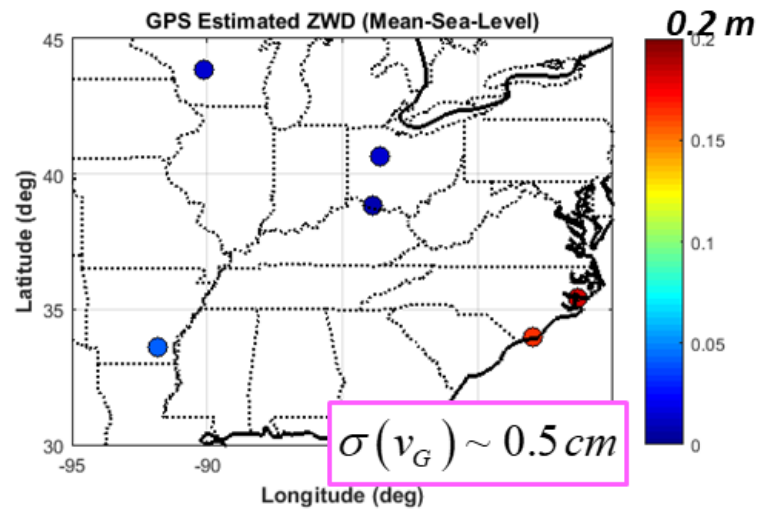 GPS Estimated ZWD (Mean-Sea-Level)
0.2 m
45
40
35
30
Latitude (deg)
-95
-90
Longitude (deg)
0.2
0.15
0.1
0.05
0
σ(v_G) ~ 0.5 cm